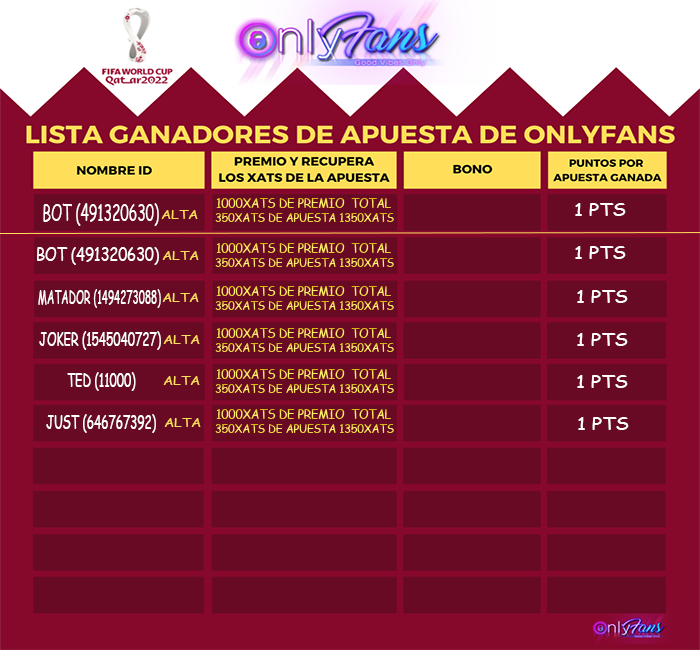 FIFA WORLD CUP
Qatar2022
OnlyFans
Good Vibes Only
LISTA GANADORES DE APUESTA DE ONLYFANS
NOMBRE ID
PREMIO Y RECUPERA
LOS XATS DE LA APUESTA
BONO
PUNTOS POR
APUESTA GANADA
BOT (491320630) ALTA
1000XATS DE PREMIO TOTAL
350XATS DE APUESTA 1350XATS
1 PTS
BOT (491320630) ALTA
1000XATS DE PREMIO TOTAL
350XATS DE APUESTA 1350XATS
1 PTS
MATADOR (1494273088) ALTA
1000XATS DE PREMIO TOTAL
350XATS DE APUESTA 1350XATS
1 PTS
JOKER (1545040727) ALTA
1000XATS DE PREMIO TOTAL
350XATS DE APUESTA 1350XATS
1 PTS
TED (11000) ALTA
1000XATS DE PREMIO TOTAL
350XATS DE APUESTA 1350XATS
1 PTS
JUST (646767392) ALTA
1000XATS DE PREMIO TOTAL
350XATS DE APUESTA 1350XATS
1 PTS
OnlyFans